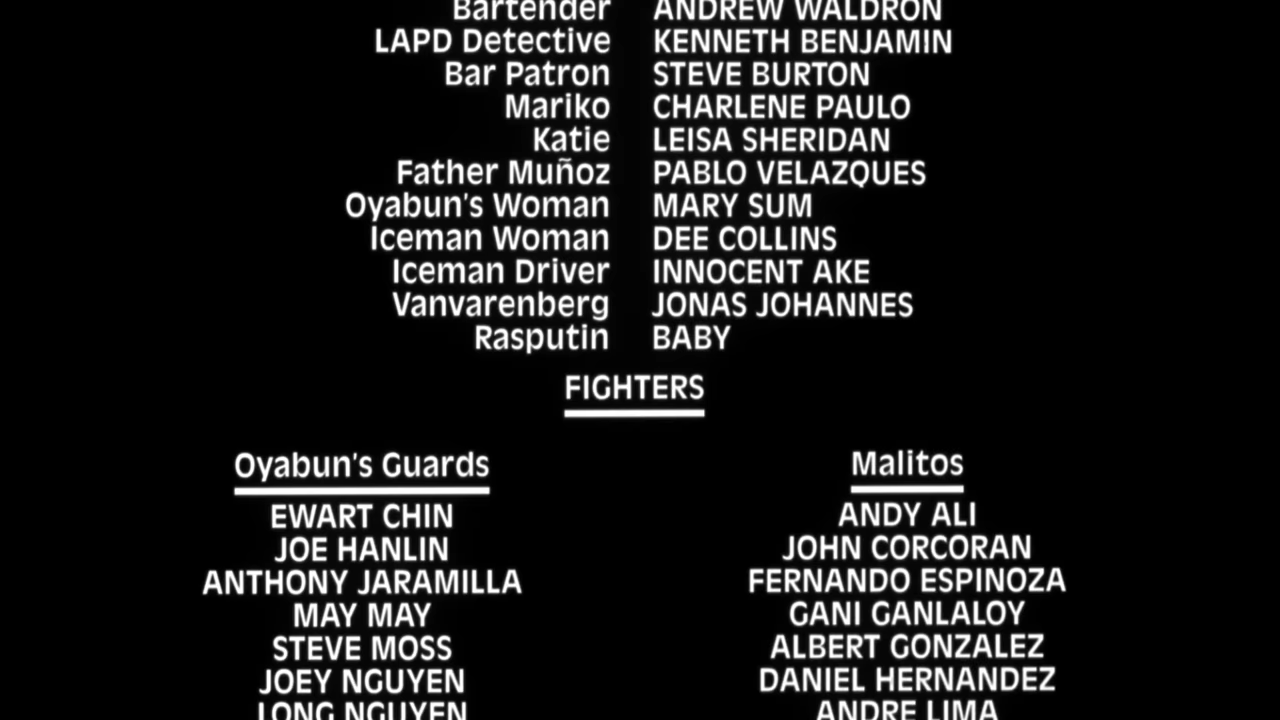 Bartender ANDREW WALDRON
LAPD Detective KENNETH BENJAMIN
Bar Patron STEVE BURTON
Mariko CHARLENE PAULO
Katie LEISA SHERIDAN
Father Muñoz PABLO VELAZQUES
Oyabun's Woman MARY SUM
Iceman Woman DEE COLLINS
Iceman Driver INNOCENT AKE
Vanvarenberg JONAS JOHANNES
Rasputin BABY
FIGHTERS
Oyabun's Guards
EWART CHIN
JOE HANLIN
ANTHONY JARAMILLA
MAY MAY
STEVE MOSS
JOEY NGUYEN
LONG NGUYEN
Malitos
ANDY ALI
JOHN CORCORAN
FERNANDO ESPINOZA
GANI GANLALOY
ALBERT GONZALEZ
DANIEL HERNANDEZ
ANDRE LIMA